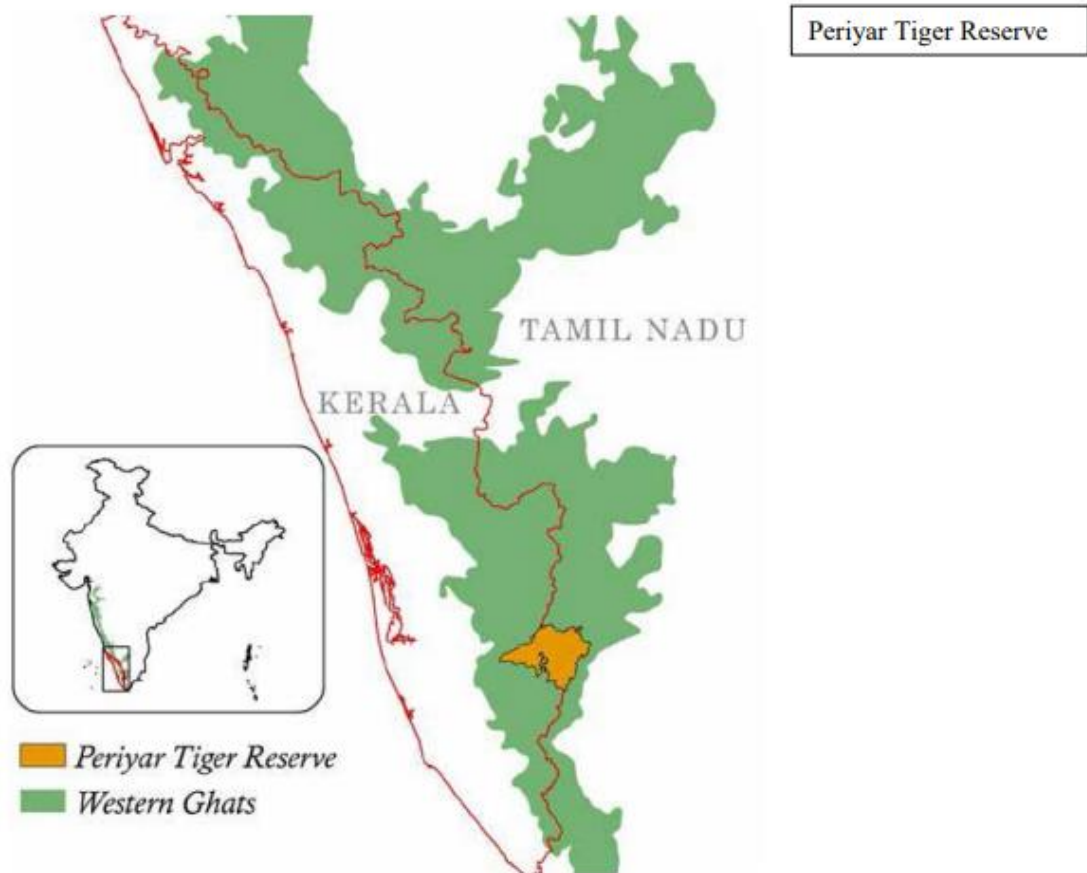 Periyar Tiger Reserve
TAMIL NADU
KERALA
Periyar Tiger Reserve
Western Ghats